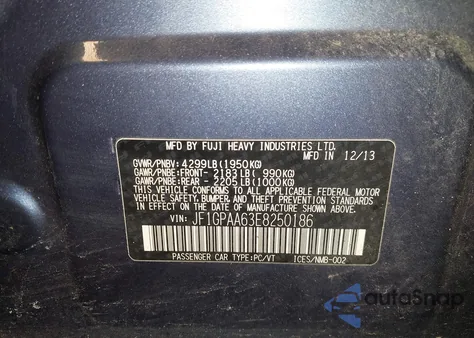 MFD BY FUJI HEAVY INDUSTRIES LTD.
MFD IN 12/13
GVWR/PNBV: 4299LB(1950KG)
GAWR/PNBE:FRONT- 2183LB( 990KG)
GAWR/PNBE:REAR - 2205LB(1000KG)
THIS VEHICLE CONFORMS TO ALL APPLICABLE FEDERAL MOTOR
VEHICLE SAFETY, BUMPER, AND THEFT PREVENTION STANDARDS
IN EFFECT ON THE DATE OF MANUFACTURE SHOWN ABOVE.
VIN: JF1GPAA63E8250186
PASSENGER CAR TYPE:PC/VT ICES/NMB-002
autoSnap